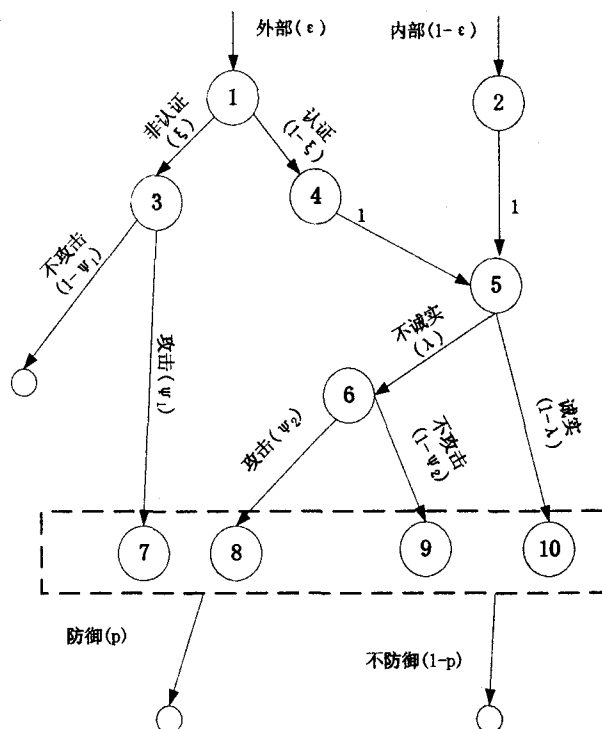 外部(ε)
内部(1-ε)
1
2
非认证
(ξ)
认证
(1-ξ)
3
4
1
1
不攻击
(1-Ψ₁)
5
攻击(Ψ₁)
不诚实
(λ)
6
诚实
(1-λ)
攻击(Ψ₂)
不攻击
(1-Ψ₂)
7
8
9
10
防御(p)
不防御(1-p)